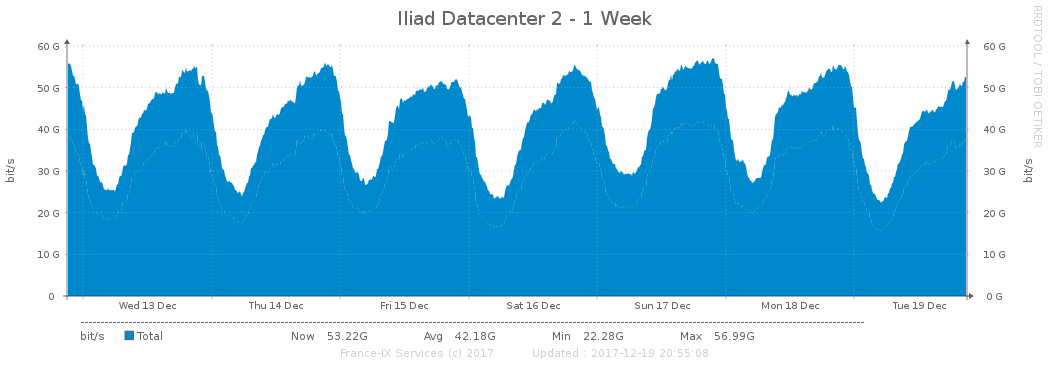 Iliad Datacenter 2 - 1 Week
RRDTOOL / TOBI OETIKER
60 G 60 G
50 G 50 G
40 G 40 G
30 G 30 G
20 G 20 G
10 G 10 G
0 0 G
bit/s bit/s
Wed 13 Dec Thu 14 Dec Fri 15 Dec Sat 16 Dec Sun 17 Dec Mon 18 Dec Tue 19 Dec
bit/s Total Now 53.22G Avg 42.18G Min 22.28G Max 56.99G
France-IX Services (c) 2017 Updated : 2017-12-19 20:55:08